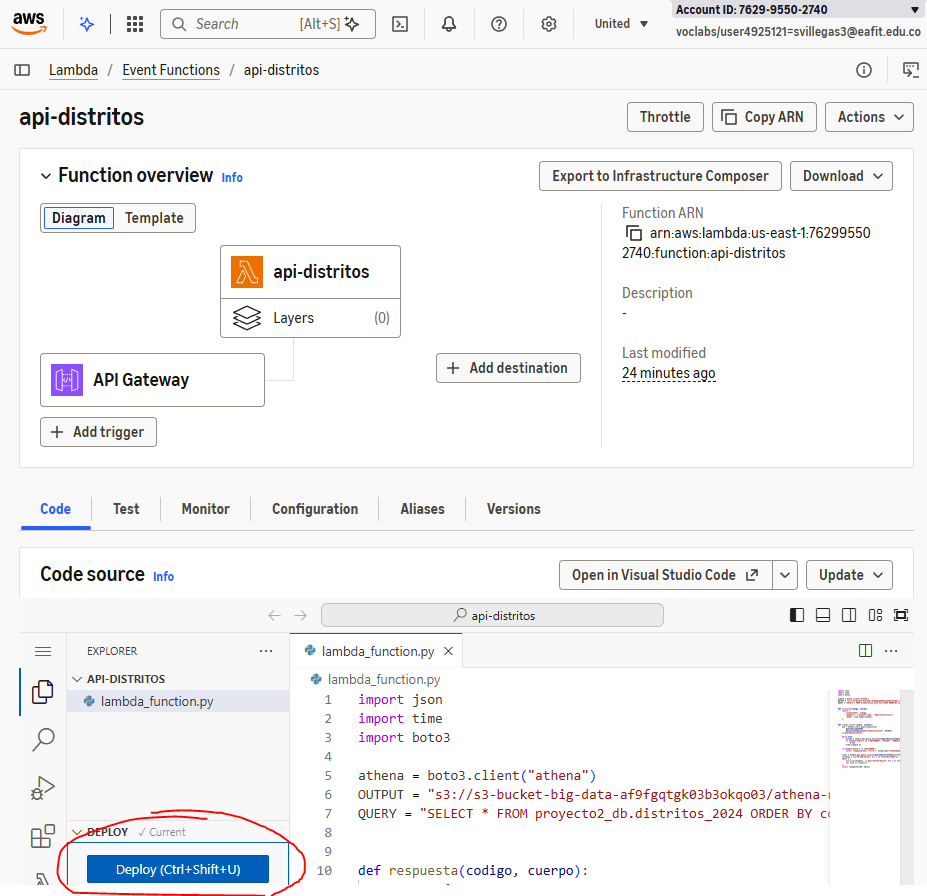 aws
Search [Alt+S]
United
Account ID: 7629-9550-2740
voclabs/user4925121=svillegas3@eafit.edu.co
Lambda / Event Functions / api-distritos
api-distritos
Throttle
Copy ARN
Actions
Function overview Info
Export to Infrastructure Composer
Download
Diagram
Template
api-distritos
Layers (0)
API Gateway
+ Add trigger
+ Add destination
Function ARN
arn:aws:lambda:us-east-1:76299550
2740:function:api-distritos
Description
-
Last modified
24 minutes ago
Code
Test
Monitor
Configuration
Aliases
Versions
Code source Info
Open in Visual Studio Code
Update
api-distritos
EXPLORER
API-DISTRITOS
lambda_function.py
DEPLOY ✓ Current
Deploy (Ctrl+Shift+U)
lambda_function.py
lambda_function.py
1 import json
2 import time
3 import boto3
4
5 athena = boto3.client("athena")
6 OUTPUT = "s3://s3-bucket-big-data-af9fgqtgk03b3okqo03/athena-
7 QUERY = "SELECT * FROM proyecto2_db.distritos_2024 ORDER BY
8
9
10 def respuesta(codigo, cuerpo):